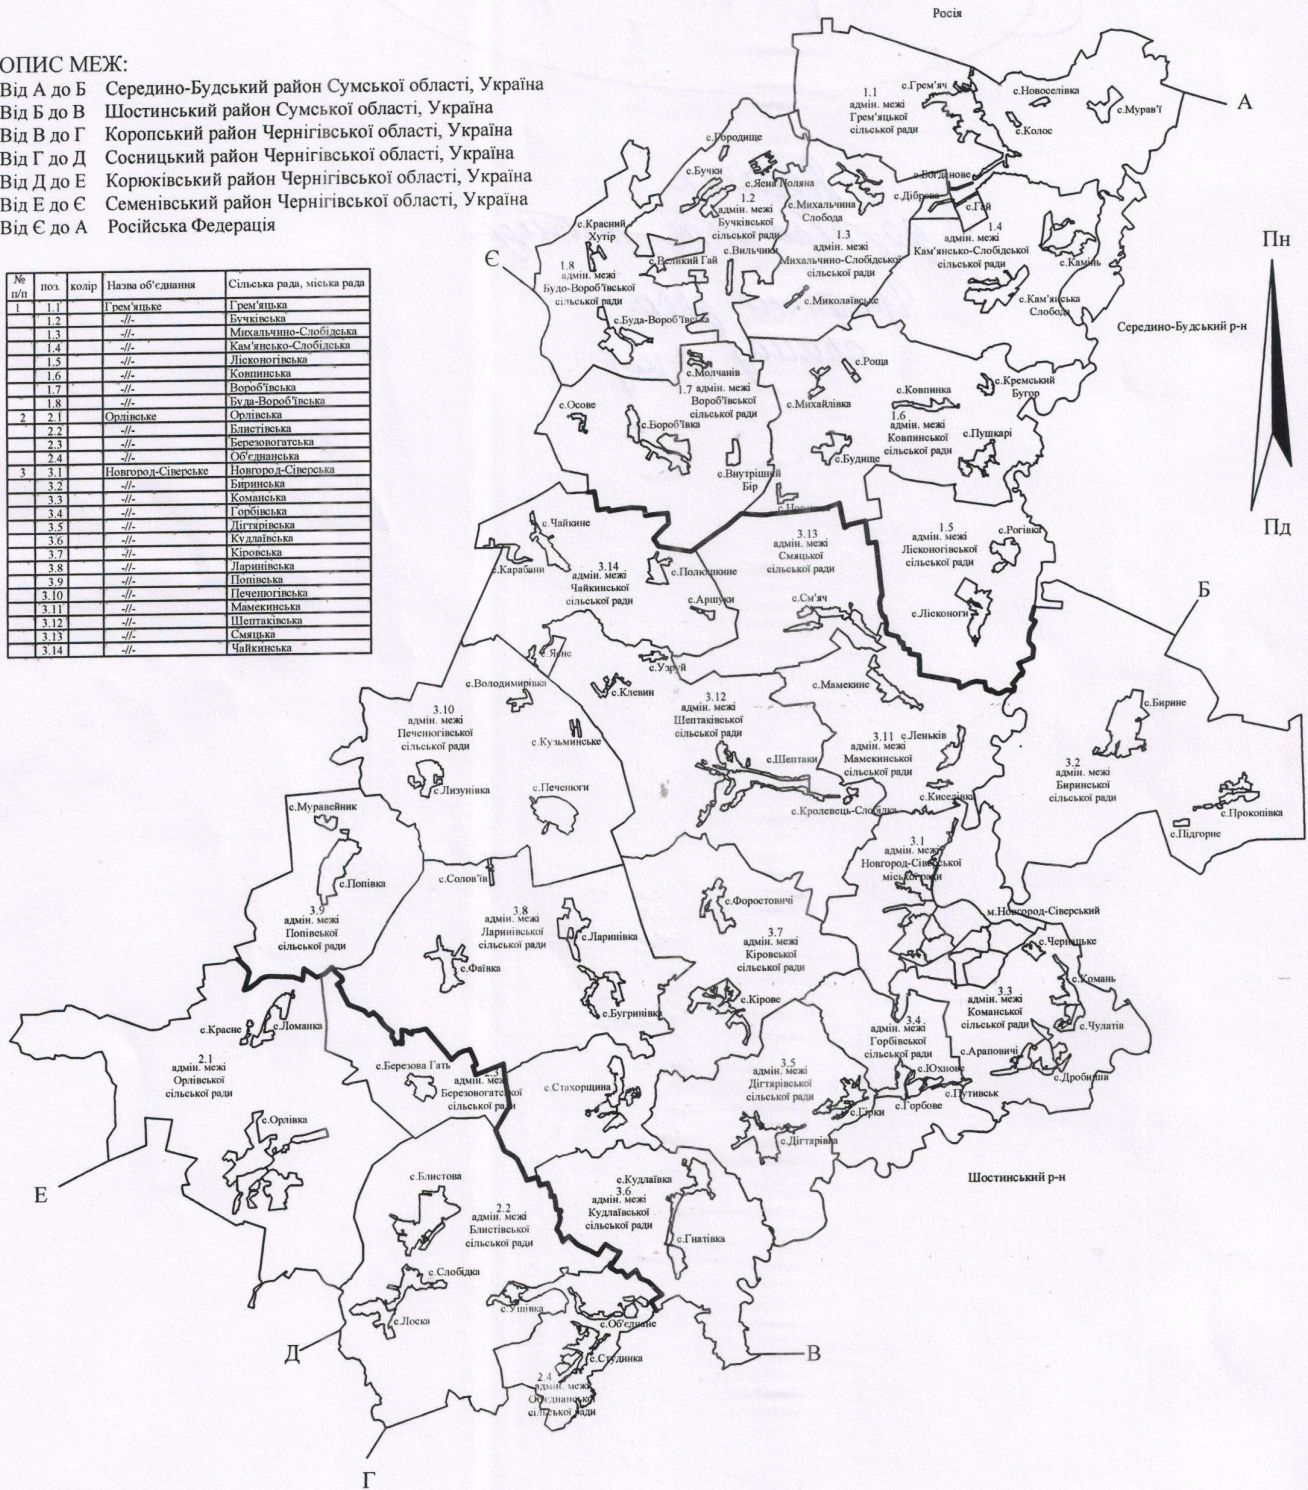 Росія
ОПИС МЕЖ:
Від А до Б Середино-Будський район Сумської області, Україна
Від Б до В Шостинський район Сумської області, Україна
Від В до Г Коропський район Чернігівської області, Україна
Від Г до Д Сосницький район Чернігівської області, Україна
Від Д до Е Корюківський район Чернігівської області, Україна
Від Е до Є Семенівський район Чернігівської області, Україна
Від Є до А Російська Федерація
№ п/п поз. колір Назва об'єднання Сільська рада, міська рада
1 1.1 Грем'яцьке Грем'яцька
1.2 -//- Бучківська
1.3 -//- Михальчино-Слобідська
1.4 -//- Кам'янсько-Слобідська
1.5 -//- Лісконогівська
1.6 -//- Ковпинська
1.7 -//- Вороб'ївська
1.8 -//- Буда-Вороб'ївська
2 2.1 Орлівське Орлівська
2.2 -//- Блистівська
2.3 -//- Березовогатська
2.4 -//- Об'єднанська
3 3.1 Новгород-Сіверське Новгород-Сіверська
3.2 -//- Биринська
3.3 -//- Команська
3.4 -//- Горбівська
3.5 -//- Дігтярівська
3.6 -//- Кудлаївська
3.7 -//- Кіровська
3.8 -//- Ларинівська
3.9 -//- Попівська
3.10 -//- Печенюгівська
3.11 -//- Мамекинська
3.12 -//- Шептаківська
3.13 -//- Смяцька
3.14 -//- Чайкинська
1.1
адмін. межі
Грем'яцької
сільської ради
с.Грем'яч
с.Новоселівка
с.Мурав'ї
с.Колос
А
с.Городище
с.Бучки
с.Ясна Поляна
с.Богданове
с.Діброва
с.Гай
с.Михальчина
Слобода
1.2
адмін. межі
Бучківської
сільської ради
с.Вильчики
с.Великий Гай
с.Красний
Хутір
1.3
адмін. межі
Михальчино-Слобідської
сільської ради
с.Миколаївське
1.4
адмін. межі
Кам'янсько-Слобідської
сільської ради
с.Камінь
с.Кам'янська
Слобода
Пн
Є
1.8
адмін. межі
Будо-Вороб'ївської
сільської ради
с.Буда-Вороб'ївська
Середино-Будський р-н
с.Молчанів
1.7 адмін. межі
Вороб'ївської
сільської ради
с.Осове
с.Бороб'ївка
с.Внутрішній
Бір
с.Роща
с.Михайлівка
с.Ковпинка
с.Кремський
Бугор
1.6
адмін. межі
Ковпинської
сільської ради
с.Пушкарі
с.Будище
Пд
с.Чайкине
с.Карабани
3.14
адмін. межі
Чайкинської
сільської ради
с.Полюшкине
с.Аршуки
3.13
адмін. межі
Смяцької
сільської ради
с.См'яч
1.5
адмін. межі
Лісконогівської
сільської ради
с.Рогівка
с.Лісконоги
Б
с.Ясне
с.Узруй
с.Клевин
с.Володимирівка
3.10
адмін. межі
Печенюгівської
сільської ради
с.Кузьминське
с.Лизунівка
с.Печенюги
3.12
адмін. межі
Шептаківської
сільської ради
с.Шептаки
с.Кролевець-Слобідка
с.Мамекине
3.11
адмін. межі
Мамекинської
сільської ради
с.Леньків
с.Киселівка
с.Бирине
3.2
адмін. межі
Биринської
сільської ради
с.Прокопівка
с.Підгорне
с.Муравейник
с.Попівка
3.9
адмін. межі
Попівської
сільської ради
с.Солов'їв
3.8
адмін. межі
Ларинівської
сільської ради
с.Ларинівка
с.Фаївка
с.Бугринівка
с.Форостовичі
3.7
адмін. межі
Кіровської
сільської ради
с.Кірове
3.1
адмін. межі
Новгород-Сіверської
міської ради
м.Новгород-Сіверський
с.Чернацьке
с.Комань
3.3
адмін. межі
Команської
сільської ради
с.Чулатів
с.Араповичі
с.Дробишів
3.4
адмін. межі
Горбівської
сільської ради
с.Юхнове
с.Путивськ
с.Горбове
3.5
адмін. межі
Дігтярівської
сільської ради
с.Гірки
с.Дігтярівка
с.Стахорщина
с.Красне
с.Ломанка
2.1
адмін. межі
Орлівської
сільської ради
с.Орлівка
с.Березова Гать
2.3
адмін. межі
Березовогатської
сільської ради
Шостинський р-н
Е
с.Блистова
2.2
адмін. межі
Блистівської
сільської ради
с.Слобідка
с.Лоска
с.Ушівка
с.Кудлаївка
3.6
адмін. межі
Кудлаївської
сільської ради
с.Гнатівка
с.Об'єднане
с.Студинка
2.4
адмін. межі
Об'єднанської
сільської ради
Д
В
Г